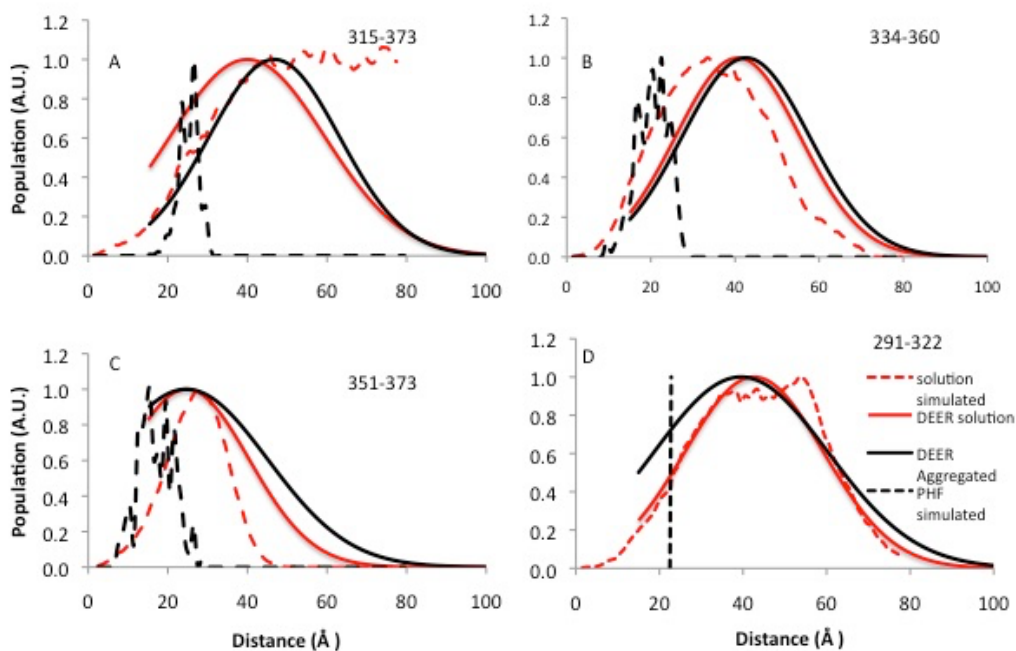 Population (A.U.)
1.2
1.0
0.8
0.6
0.4
0.2
0.0
A
315-373
0 20 40 60 80 100
1.2
1.0
0.8
0.6
0.4
0.2
0.0
B
334-360
0 20 40 60 80 100
Population (A.U.)
1.2
1.0
0.8
0.6
0.4
0.2
0.0
C
351-373
0 20 40 60 80 100
Distance (Å )
1.2
1.0
0.8
0.6
0.4
0.2
0.0
D
291-322
solution
simulated
DEER solution
DEER
Aggregated
PHF
simulated
0 20 40 60 80 100
Distance (Å )